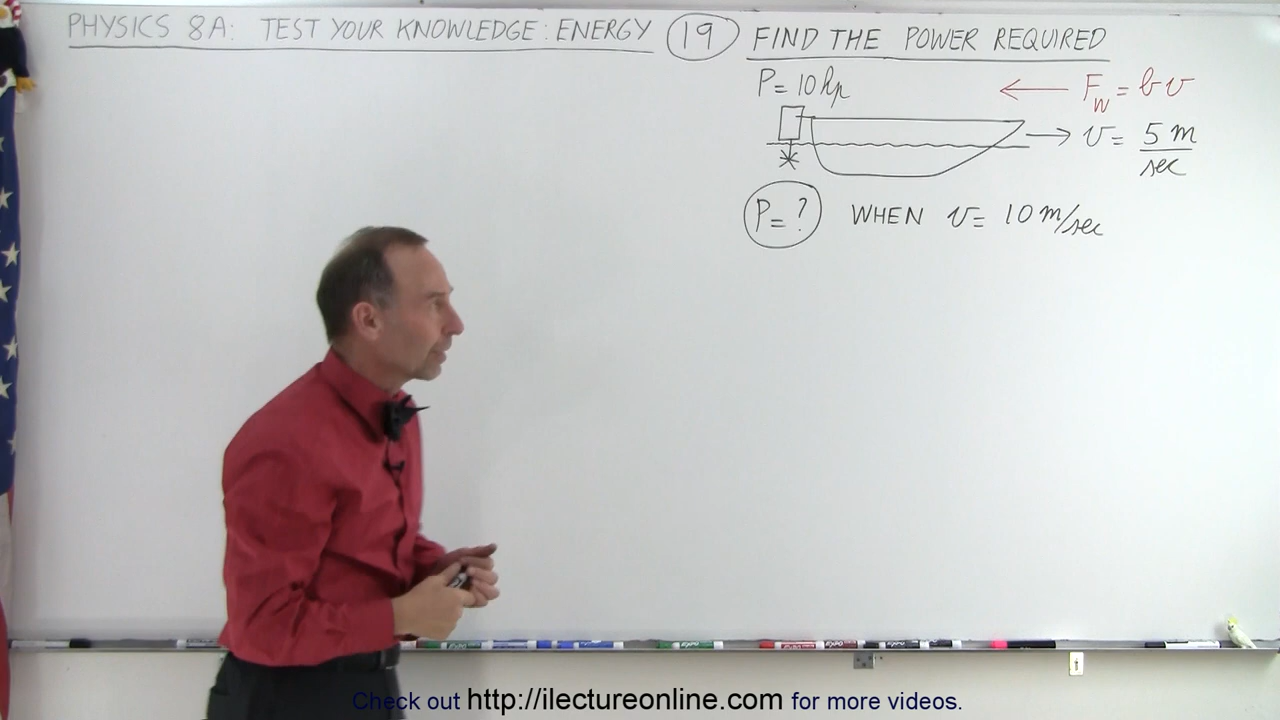 PHYSICS 8A: TEST YOUR KNOWLEDGE: ENERGY (19) FIND THE POWER REQUIRED
P = 10 hp
F_W = bv
v = 5 m/sec
P = ? WHEN v = 10 m/sec
Check out http://ilectureonline.com for more videos.